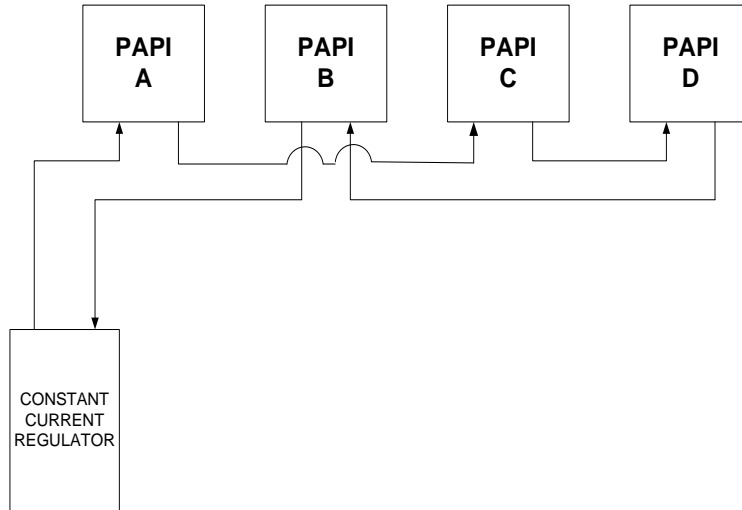 PAPI
A
PAPI
B
PAPI
C
PAPI
D
CONSTANT
CURRENT
REGULATOR